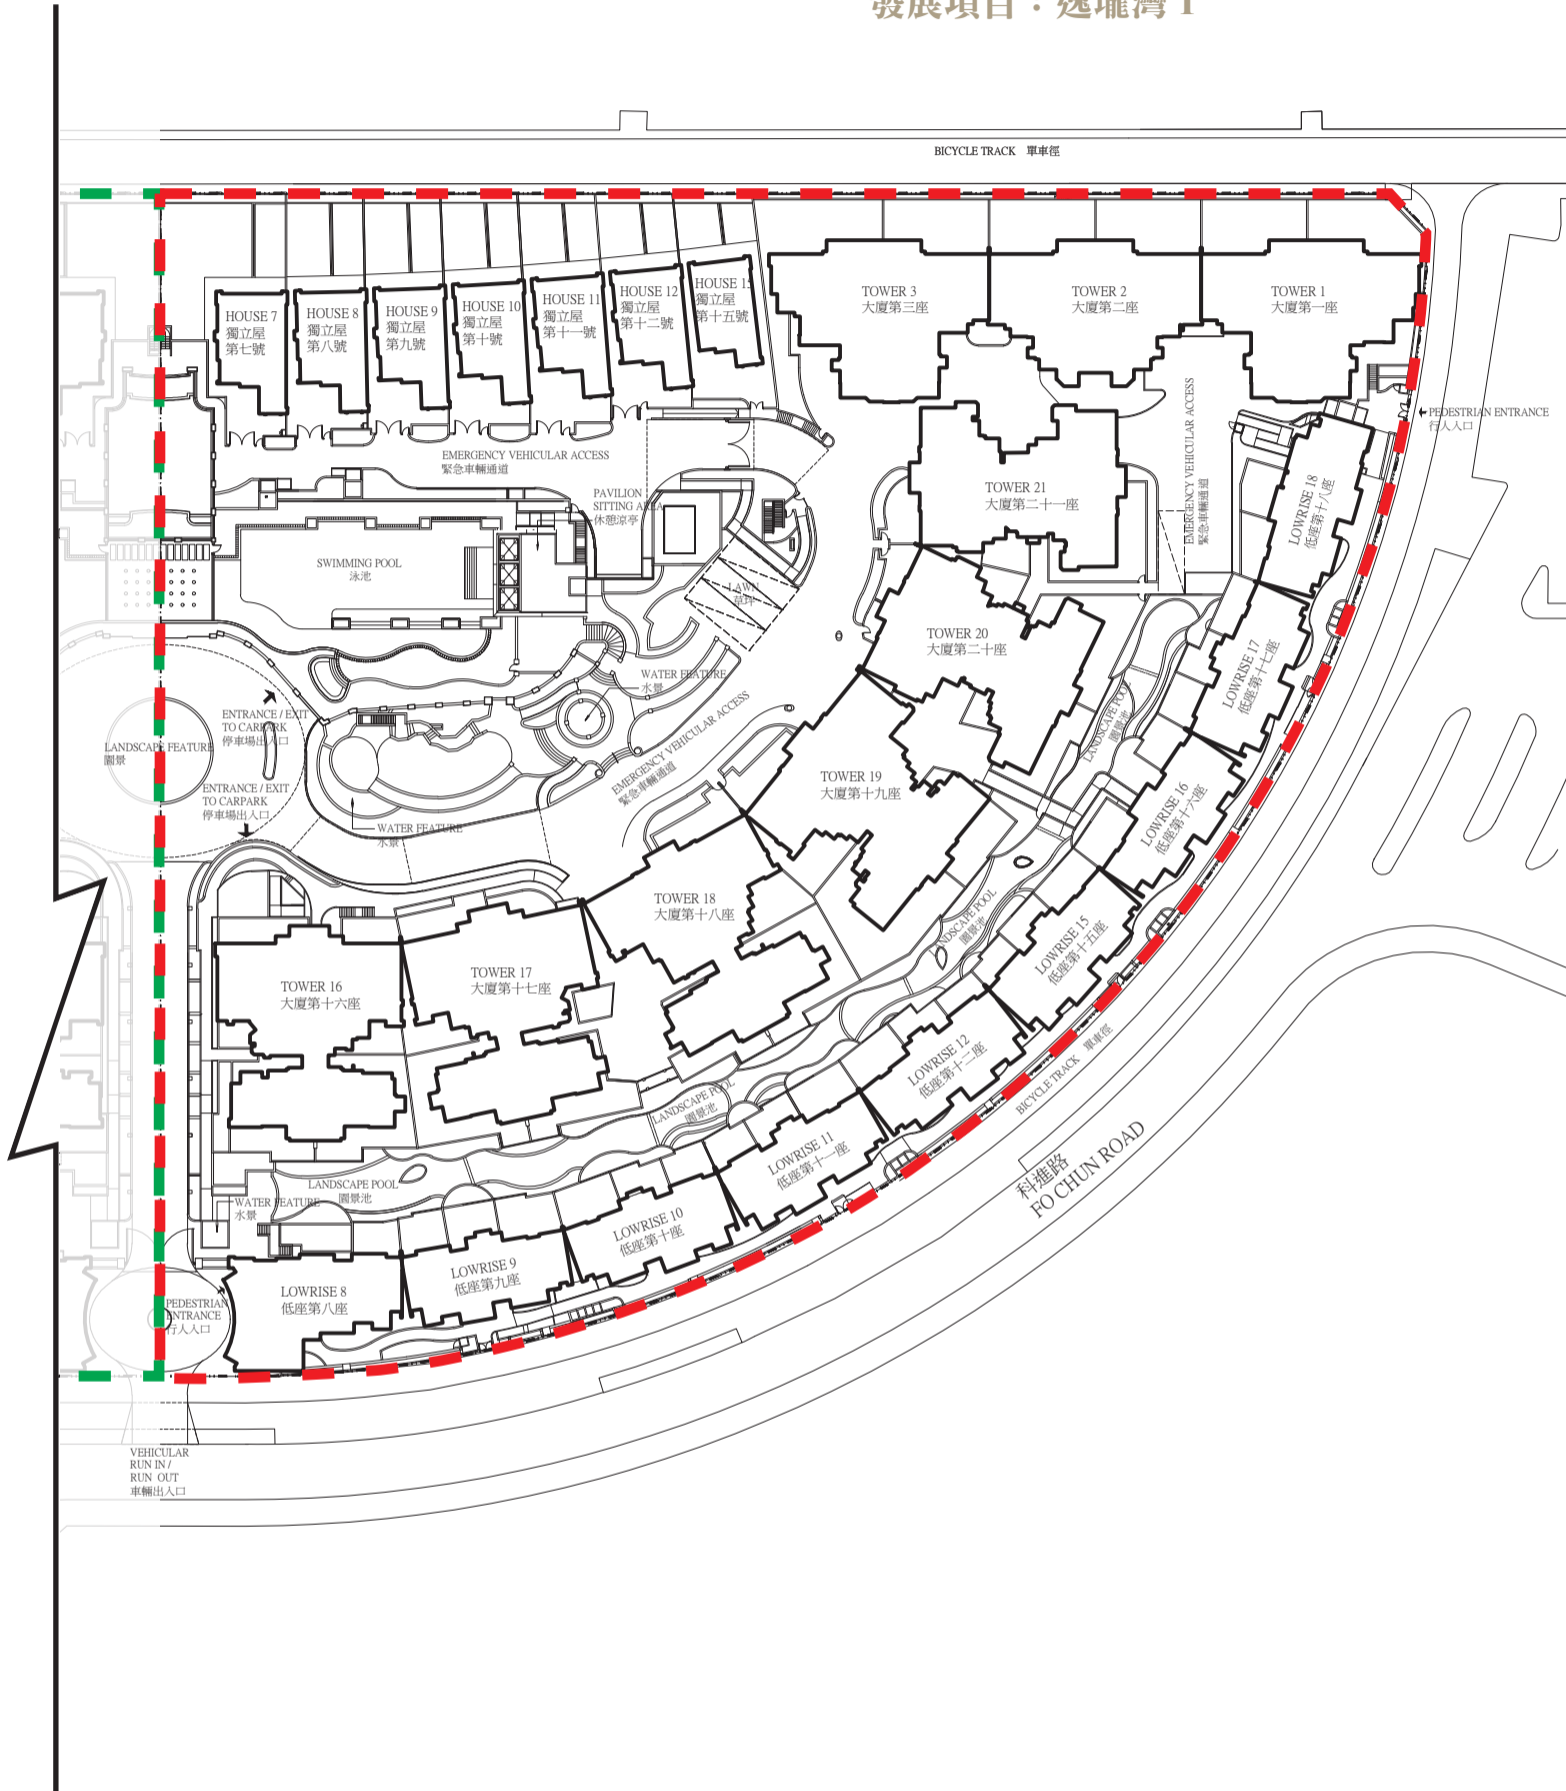 發展項目：逸瓏灣 I
BICYCLE TRACK 單車徑
HOUSE 7
獨立屋
第七號
HOUSE 8
獨立屋
第八號
HOUSE 9
獨立屋
第九號
HOUSE 10
獨立屋
第十號
HOUSE 11
獨立屋
第十一號
HOUSE 12
獨立屋
第十二號
HOUSE 15
獨立屋
第十五號
TOWER 3
大廈第三座
TOWER 2
大廈第二座
TOWER 1
大廈第一座
PEDESTRIAN ENTRANCE
行人入口
EMERGENCY VEHICULAR ACCESS
緊急車輛通道
EMERGENCY VEHICULAR ACCESS
緊急車輛通道
PAVILION /
SITTING AREA
休憩涼亭
TOWER 21
大廈第二十一座
LOWRISE 18
低座第十八座
SWIMMING POOL
泳池
LAWN
草坪
TOWER 20
大廈第二十座
LOWRISE 17
低座第十七座
WATER FEATURE
水景
LANDSCAPE POOL
園景池
ENTRANCE / EXIT
TO CARPARK
停車場出入口
LANDSCAPE FEATURE
園景
EMERGENCY VEHICULAR ACCESS
緊急車輛通道
TOWER 19
大廈第十九座
ENTRANCE / EXIT
TO CARPARK
停車場出入口
LOWRISE 16
低座第十六座
WATER FEATURE
水景
TOWER 18
大廈第十八座
LANDSCAPE POOL
園景池
LOWRISE 15
低座第十五座
TOWER 16
大廈第十六座
TOWER 17
大廈第十七座
LOWRISE 12
低座第十二座
BICYCLE TRACK 單車徑
LANDSCAPE POOL
園景池
LOWRISE 11
低座第十一座
科進路
FO CHUN ROAD
LANDSCAPE POOL
園景池
WATER FEATURE
水景
LOWRISE 10
低座第十座
LOWRISE 9
低座第九座
LOWRISE 8
低座第八座
PEDESTRIAN
ENTRANCE
行人入口
VEHICULAR
RUN IN /
RUN OUT
車輛出入口